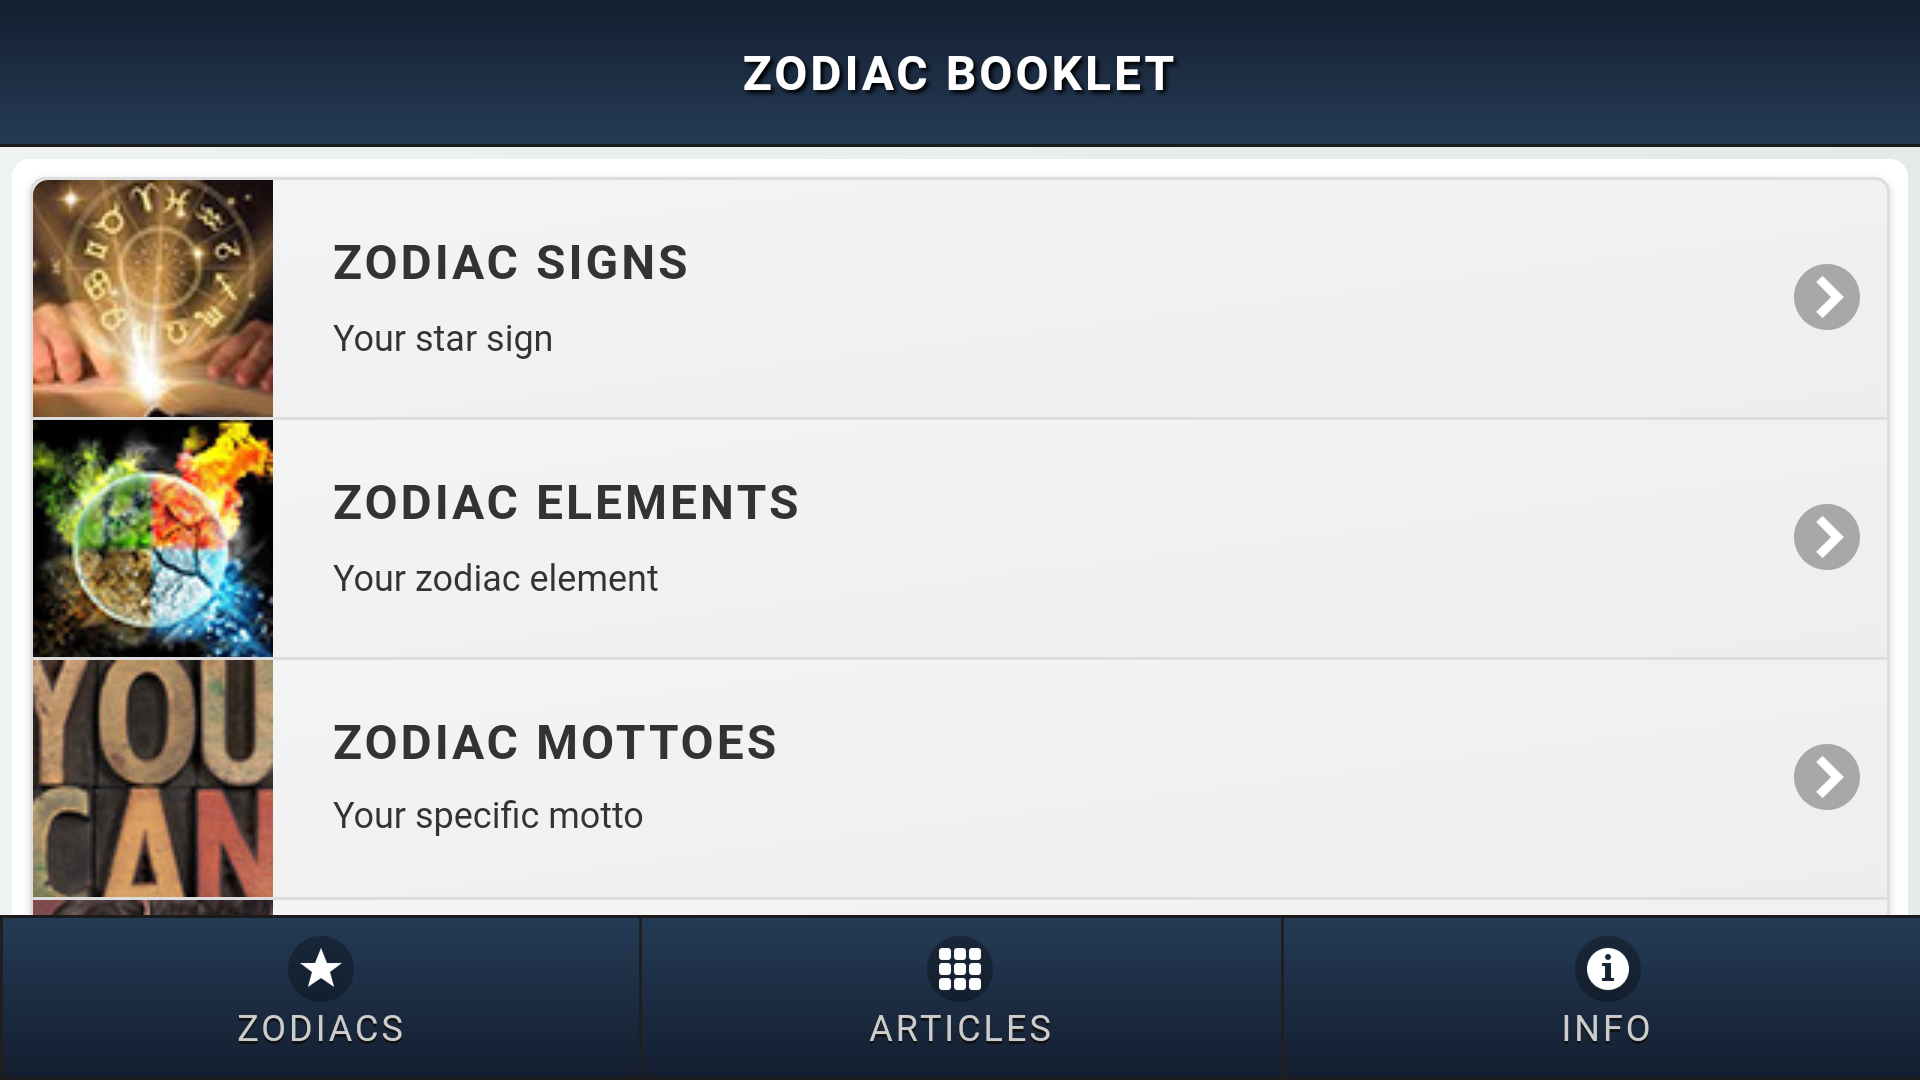 ZODIAC BOOKLET
ZODIAC SIGNS
Your star sign
ZODIAC ELEMENTS
Your zodiac element
YOU
CAN
ZODIAC MOTTOES
Your specific motto
ZODIACS
ARTICLES
INFO